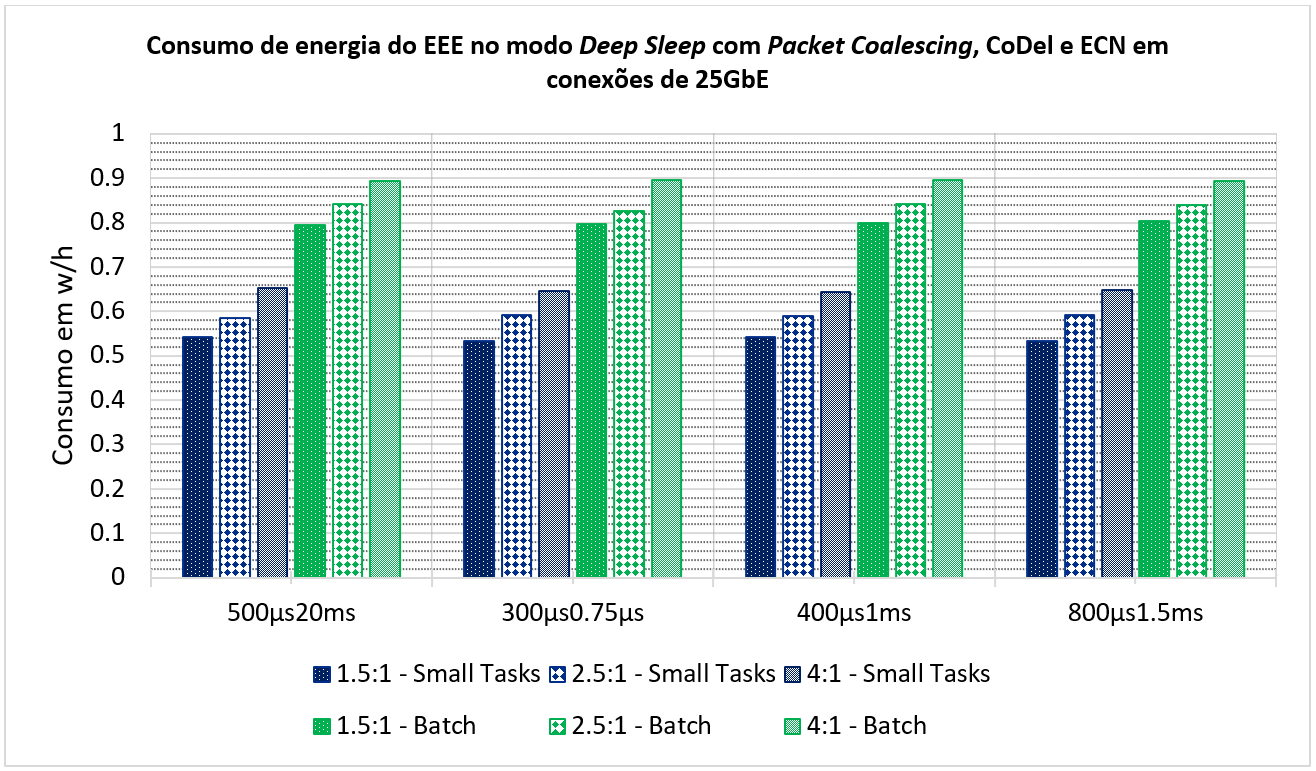 Consumo de energia do EEE no modo Deep Sleep com Packet Coalescing, CoDel e ECN em
conexões de 25GbE
Consumo em w/h
1
0.9
0.8
0.7
0.6
0.5
0.4
0.3
0.2
0.1
0
500µs20ms 300µs0.75µs 400µs1ms 800µs1.5ms
1.5:1 - Small Tasks 2.5:1 - Small Tasks 4:1 - Small Tasks
1.5:1 - Batch 2.5:1 - Batch 4:1 - Batch